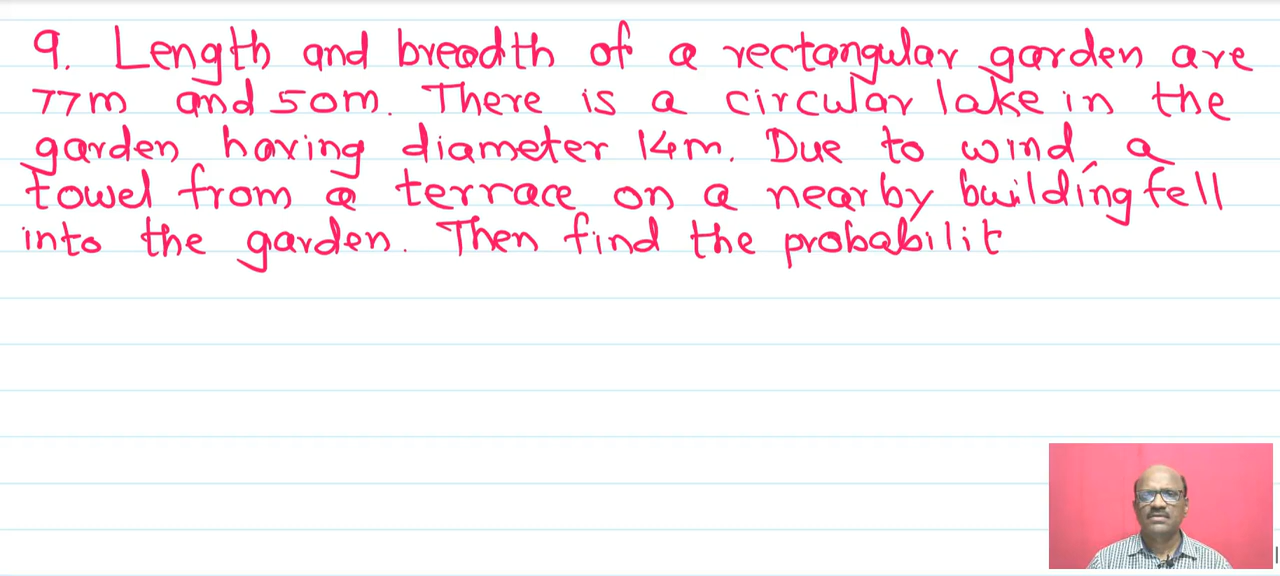 9. Length and breadth of a rectangular garden are
77m and 50m. There is a circular lake in the
garden having diameter 14m. Due to wind, a
towel from a terrace on a nearby building fell
into the garden. Then find the probabilit